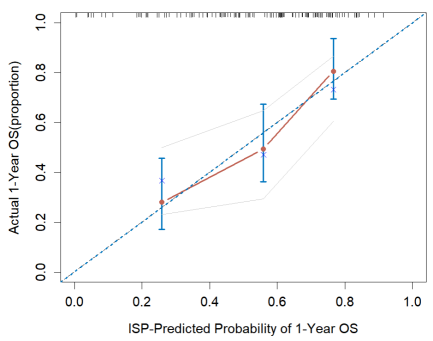 Actual 1-Year OS(proportion)
1.0
0.8
0.6
0.4
0.2
0.0
0.0 0.2 0.4 0.6 0.8 1.0
ISP-Predicted Probability of 1-Year OS